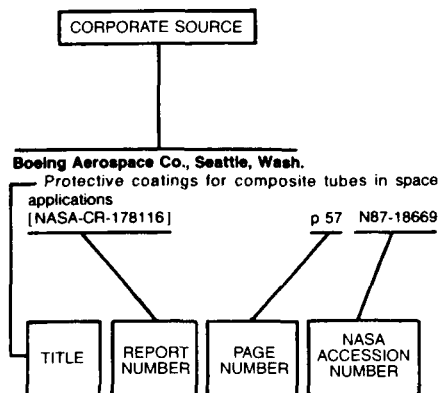 CORPORATE SOURCE
Boeing Aerospace Co., Seattle, Wash.
Protective coatings for composite tubes in space
applications
[NASA-CR-178116] p 57 N87-18669
TITLE
REPORT
NUMBER
PAGE
NUMBER
NASA
ACCESSION
NUMBER